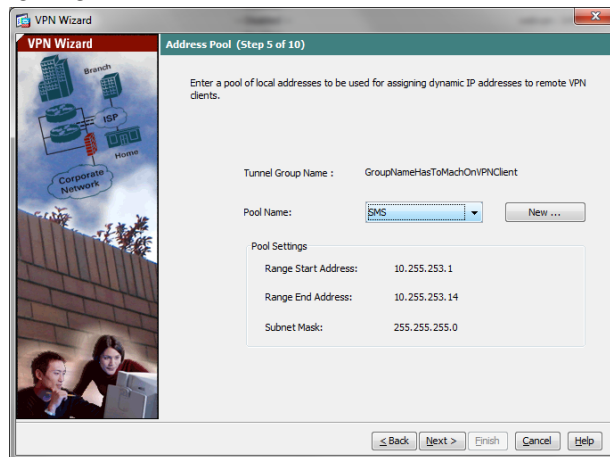 VPN Wizard
VPN Wizard
Branch
ISP
Home
Corporate
Network
Address Pool (Step 5 of 10)
Enter a pool of local addresses to be used for assigning dynamic IP addresses to remote VPN
clients.
Tunnel Group Name : GroupNameHasToMachOnVPNClient
Pool Name: SMS New ...
Pool Settings
Range Start Address: 10.255.253.1
Range End Address: 10.255.253.14
Subnet Mask: 255.255.255.0
< Back Next > Finish Cancel Help